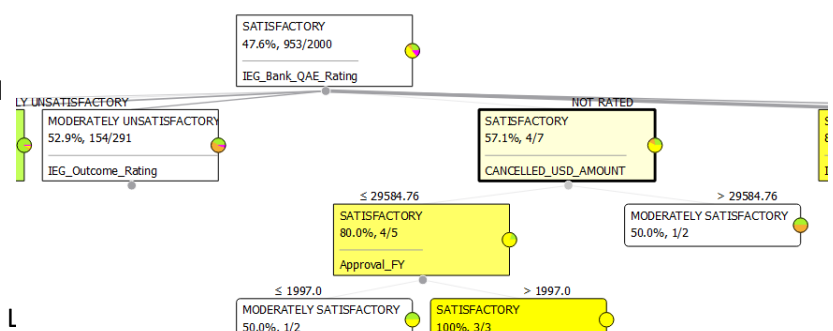 SATISFACTORY
47.6%, 953/2000
IEG_Bank_QAE_Rating
LY UNSATISFACTORY
NOT RATED
MODERATELY UNSATISFACTORY
52.9%, 154/291
IEG_Outcome_Rating
SATISFACTORY
57.1%, 4/7
CANCELLED_USD_AMOUNT
S
8
I
≤ 29584.76
> 29584.76
SATISFACTORY
80.0%, 4/5
Approval_FY
MODERATELY SATISFACTORY
50.0%, 1/2
≤ 1997.0
> 1997.0
MODERATELY SATISFACTORY
50.0%, 1/2
SATISFACTORY
100%, 3/3
L